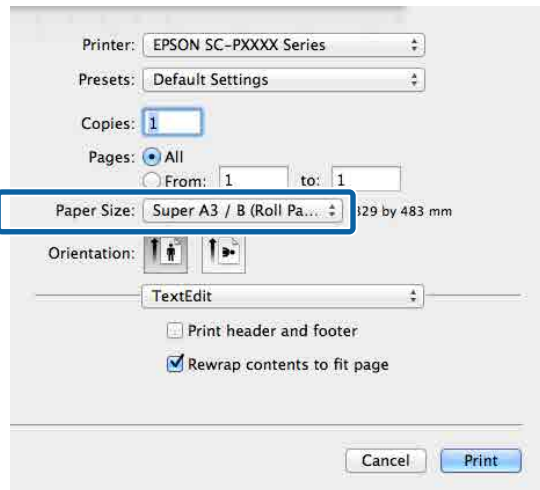 Printer: EPSON SC-PXXXX Series
Presets: Default Settings
Copies: 1
Pages: All
From: 1 to: 1
Paper Size: Super A3 / B (Roll Pa... 329 by 483 mm
Orientation:
TextEdit
Print header and footer
Rewrap contents to fit page
Cancel Print